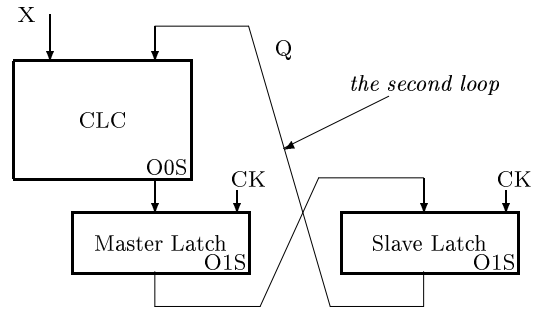 X
Q
the second loop
CLC
O0S
CK
CK
Master Latch
O1S
Slave Latch
O1S